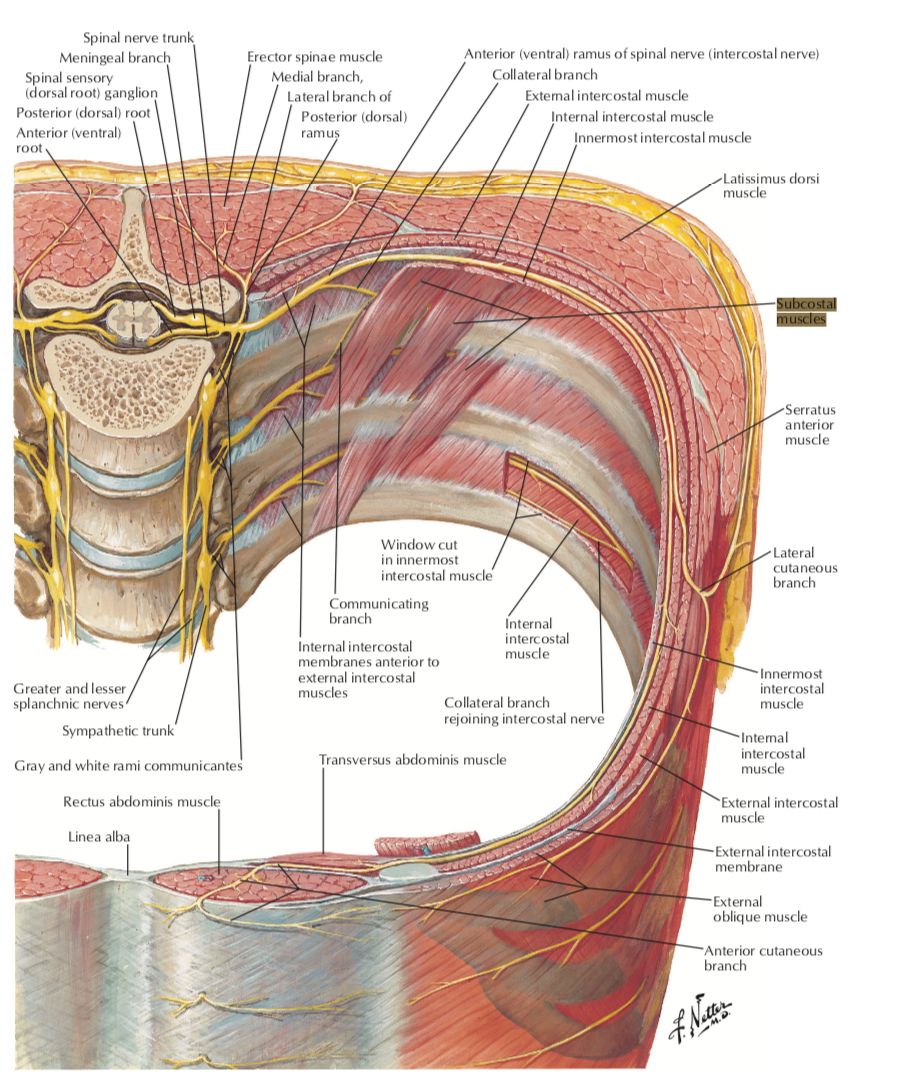 Spinal nerve trunk
Meningeal branch
Spinal sensory
(dorsal root) ganglion
Posterior (dorsal) root
Anterior (ventral)
root
Erector spinae muscle
Medial branch,
Lateral branch of
Posterior (dorsal)
ramus
Anterior (ventral) ramus of spinal nerve (intercostal nerve)
Collateral branch
External intercostal muscle
Internal intercostal muscle
Innermost intercostal muscle
Latissimus dorsi
muscle
Subcostal
muscles
Serratus
anterior
muscle
Lateral
cutaneous
branch
Window cut
in innermost
intercostal muscle
Communicating
branch
Internal
intercostal
muscle
Internal intercostal
membranes anterior to
external intercostal
muscles
Collateral branch
rejoining intercostal nerve
Innermost
intercostal
muscle
Internal
intercostal
muscle
External intercostal
muscle
External intercostal
membrane
External
oblique muscle
Anterior cutaneous
branch
Greater and lesser
splanchnic nerves
Sympathetic trunk
Gray and white rami communicantes
Transversus abdominis muscle
Rectus abdominis muscle
Linea alba
F. Netter
M.D.